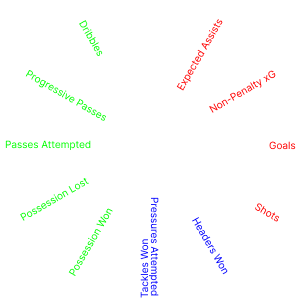 Dribbles
Expected Assists
Progressive Passes
Non-Penalty xG
Passes Attempted
Goals
Possession Lost
Shots
Possession Won
Headers Won
Tackles Won
Pressures Attempted